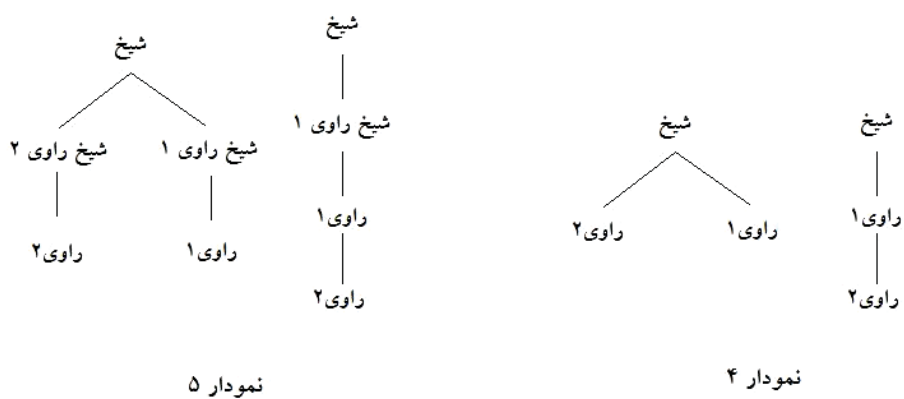 شیخ
شیخ
شیخ راوی ۱
شیخ
شیخ
شیخ راوی ۱
شیخ راوی ۲
راوی۱
راوی۱
راوی۱
راوی۲
راوی۱
راوی۲
راوی۲
راوی۲
نمودار ۴
نمودار ۵